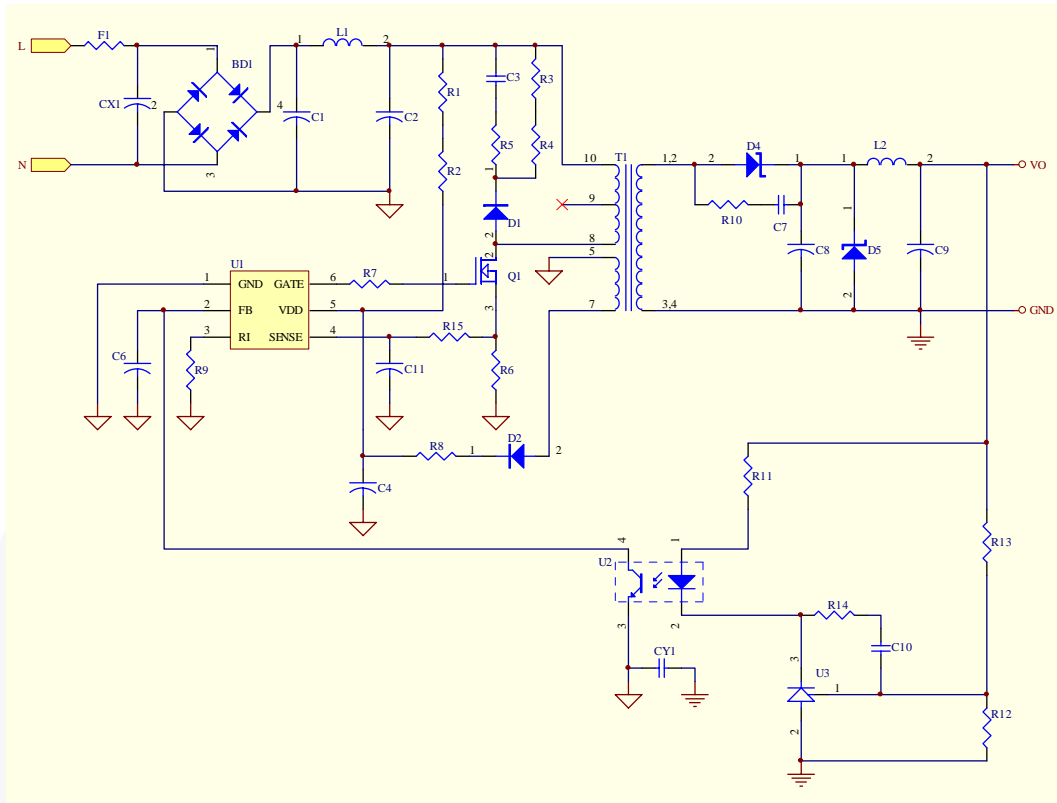 L F1 1 L1 2
BD1
1
CX1 2 4 C1 C2 R1 C3 R3
R5 R4
N 3 R2 1
10 T1 1,2 2 D4 1 1 L2 2 VO
9
R10 C7
D1 1
2
8
2 5
U1
1 GND GATE 6 R7 1 Q1
C8 D5 C9
2
2 FB VDD 5 3 7 3,4 GND
3 RI SENSE 4 R15
C6 R9 C11 R6
R8 1 D2 2
R11
C4
4 1 R13
U2
R14
3 2
C10
CY1 3
U3 1
R12
2